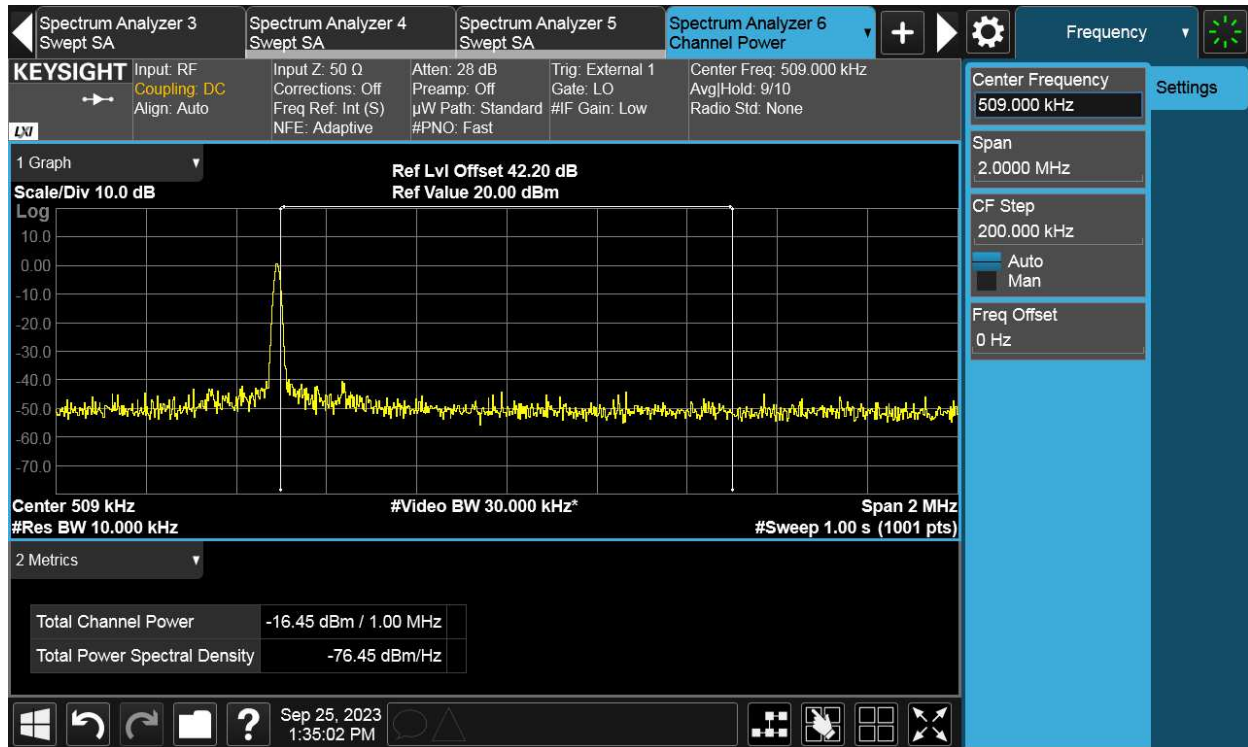 Spectrum Analyzer 3
Swept SA
Spectrum Analyzer 4
Swept SA
Spectrum Analyzer 5
Swept SA
Spectrum Analyzer 6
Channel Power
Frequency
KEYSIGHT
LXI
Input: RF
Coupling: DC
Align: Auto
Input Z: 50 Ω
Corrections: Off
Freq Ref: Int (S)
NFE: Adaptive
Atten: 28 dB
Preamp: Off
µW Path: Standard
#PNO: Fast
Trig: External 1
Gate: LO
#IF Gain: Low
Center Freq: 509.000 kHz
Avg|Hold: 9/10
Radio Std: None
Center Frequency
509.000 kHz
Settings
Span
2.0000 MHz
CF Step
200.000 kHz
Auto
Man
Freq Offset
0 Hz
1 Graph
Scale/Div 10.0 dB
Ref Lvl Offset 42.20 dB
Ref Value 20.00 dBm
Log
10.0
0.00
-10.0
-20.0
-30.0
-40.0
-50.0
-60.0
-70.0
Center 509 kHz
#Video BW 30.000 kHz*
Span 2 MHz
#Res BW 10.000 kHz
#Sweep 1.00 s (1001 pts)
2 Metrics
Total Channel Power -16.45 dBm / 1.00 MHz
Total Power Spectral Density -76.45 dBm/Hz
?
Sep 25, 2023
1:35:02 PM